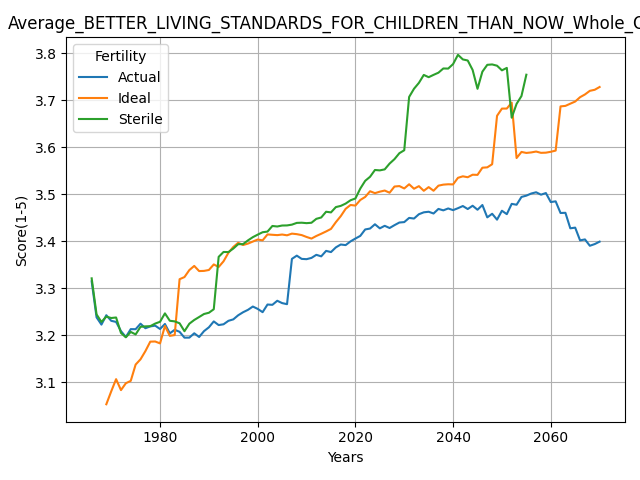 Average_BETTER_LIVING_STANDARDS_FOR_CHILDREN_THAN_NOW_Whole_
Fertility
Actual
Ideal
Sterile
3.8
3.7
3.6
3.5
3.4
3.3
3.2
3.1
Score(1-5)
1980 2000 2020 2040 2060
Years